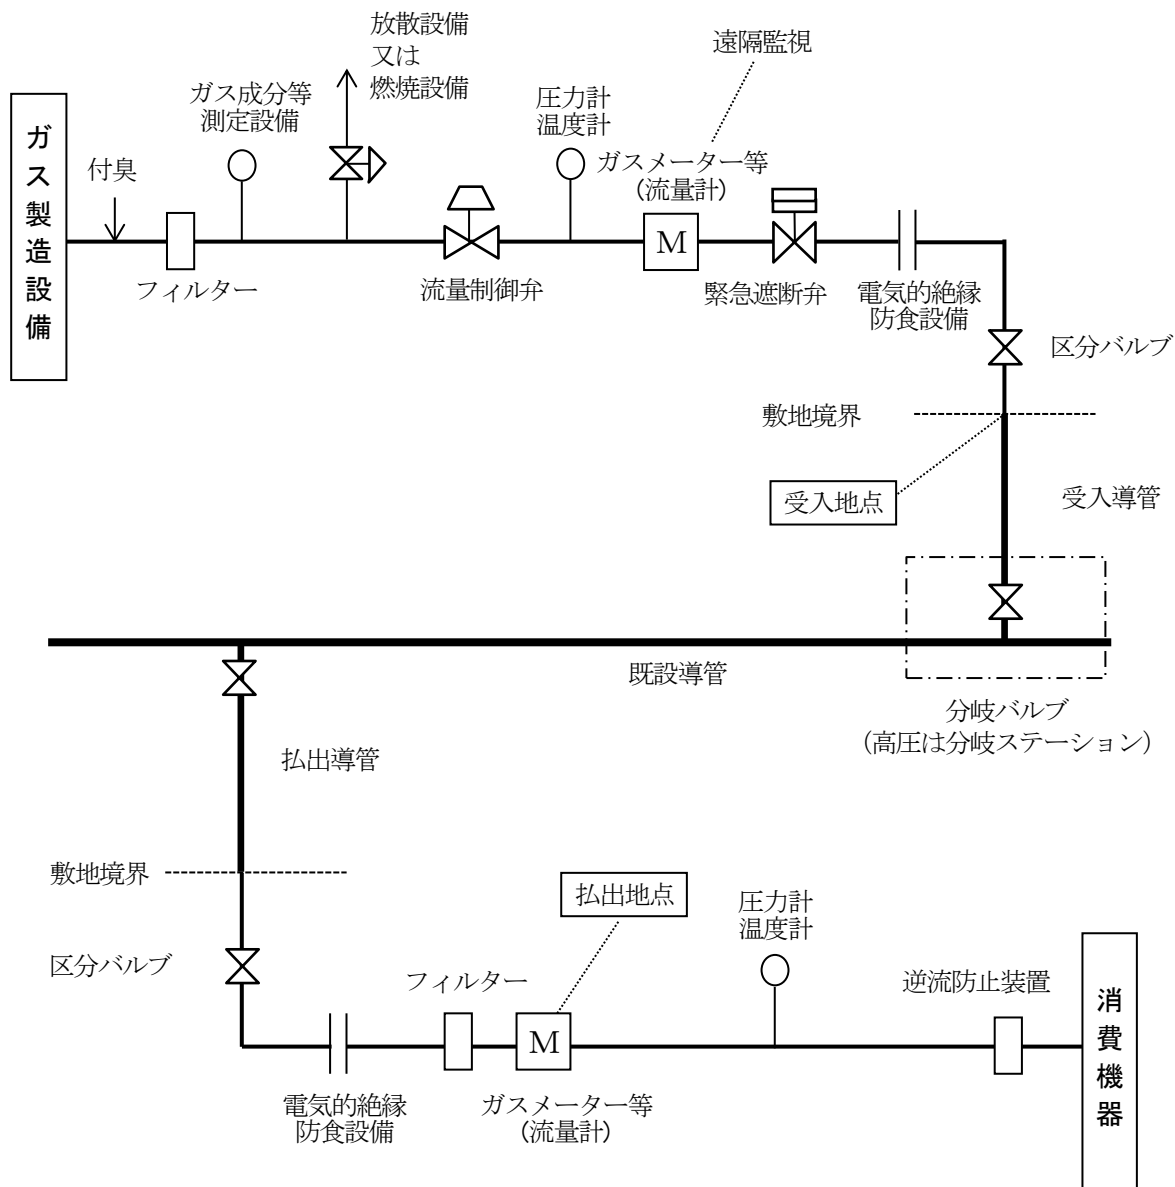 放散設備
又は
燃焼設備
遠隔監視
ガス成分等
測定設備
圧力計
温度計
ガス製造設備
付臭
ガスメーター等
(流量計)
M
フィルター
流量制御弁
緊急遮断弁
電気的絶縁
防食設備
区分バルブ
敷地境界
受入地点
受入導管
既設導管
分岐バルブ
(高圧は分岐ステーション)
払出導管
敷地境界
払出地点
圧力計
温度計
区分バルブ
フィルター
逆流防止装置
消費機器
M
電気的絶縁
防食設備
ガスメーター等
(流量計)